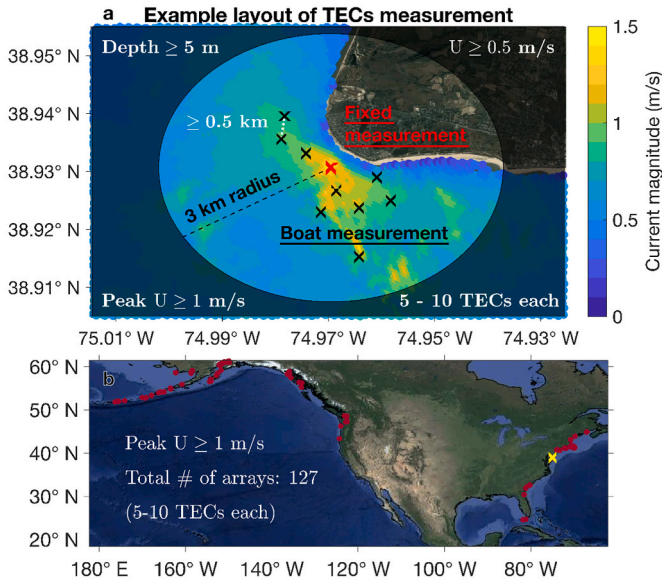 Example layout of TECs measurement
a
Depth ≥ 5 m
U ≥ 0.5 m/s
≥ 0.5 km
Fixed
measurement
3 km radius
Boat measurement
Peak U ≥ 1 m/s
5 - 10 TECs each
38.95° N
38.94° N
38.93° N
38.92° N
38.91° N
75.01° W
74.99° W
74.97° W
74.95° W
74.93° W
1.5
1
0.5
0
Current magnitude (m/s)
b
Peak U ≥ 1 m/s
Total # of arrays: 127
(5-10 TECs each)
60° N
50° N
40° N
30° N
20° N
180° E
160° W
140° W
120° W
100° W
80° W